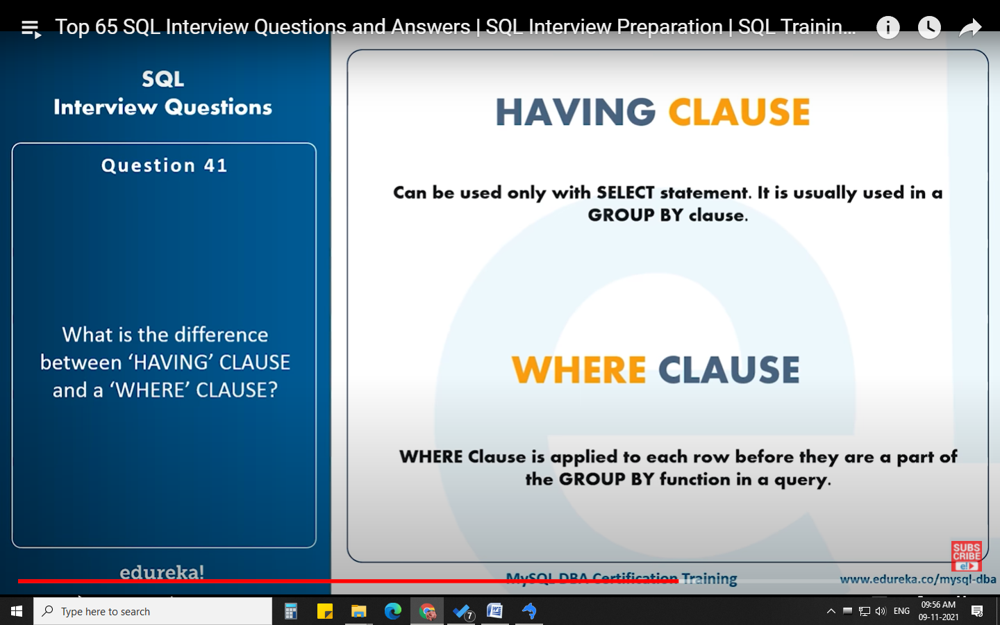 Top 65 SQL Interview Questions and Answers | SQL Interview Preparation | SQL Trainin...
SQL
Interview Questions
Question 41
What is the difference
between ‘HAVING’ CLAUSE
and a ‘WHERE’ CLAUSE?
edureka!
HAVING CLAUSE
Can be used only with SELECT statement. It is usually used in a
GROUP BY clause.
WHERE CLAUSE
WHERE Clause is applied to each row before they are a part of
the GROUP BY function in a query.
SUBS
CRIBE
e!
MySQL DBA Certification Training
www.edureka.co/mysql-dba
Type here to search
7
ENG
09:56 AM
09-11-2021